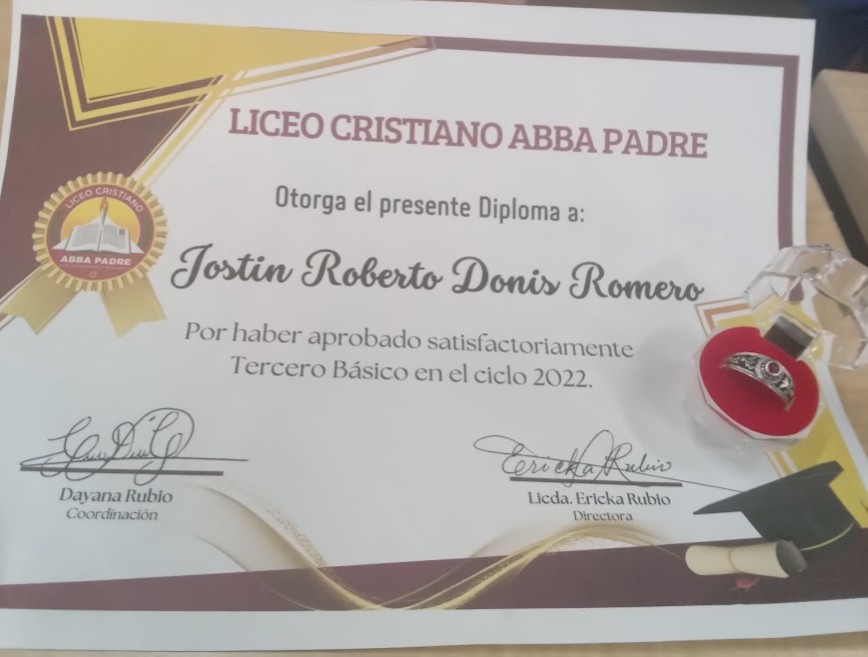 LICEO CRISTIANO ABBA PADRE
Otorga el presente Diploma a:
LICEO CRISTIANO
ABBA PADRE
Jostin Roberto Donis Romero
Por haber aprobado satisfactoriamente
Tercero Básico en el ciclo 2022.
Ericka Rubio
Dayana Rubio
Coordinación
Licda. Ericka Rubio
Directora